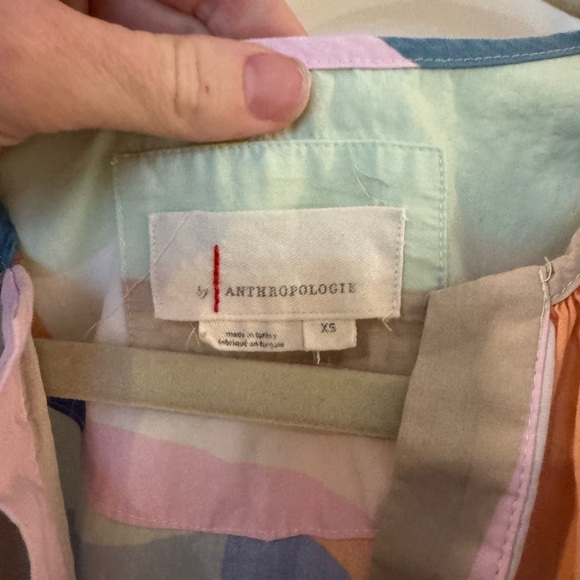 by ANTHROPOLOGIE
XS
made in turkey
fabriqué en turquie